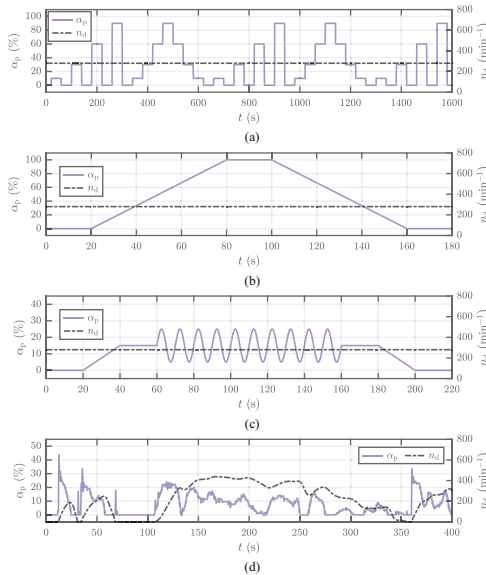 α_p (%)
100
80
60
40
20
0
α_p
n_d
800
600
400
200
0
n_d (min⁻¹)
0 200 400 600 800 1000 1200 1400 1600
t (s)
(a)
α_p (%)
100
80
60
40
20
0
α_p
n_d
800
600
400
200
0
n_d (min⁻¹)
0 20 40 60 80 100 120 140 160 180
t (s)
(b)
α_p (%)
40
30
20
10
0
α_p
n_d
800
600
400
200
0
n_d (min⁻¹)
0 20 40 60 80 100 120 140 160 180 200 220
t (s)
(c)
α_p (%)
50
40
30
20
10
0
α_p n_d
800
600
400
200
0
n_d (min⁻¹)
0 50 100 150 200 250 300 350 400
t (s)
(d)